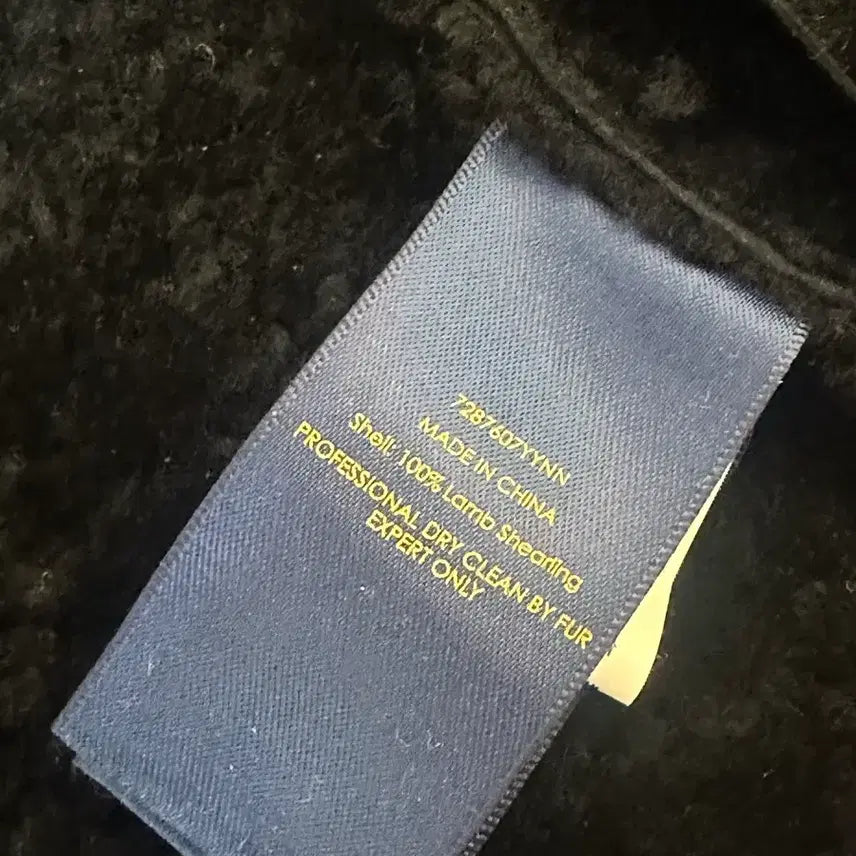 7287607YYNN
MADE IN CHINA
Shell: 100% Lamb Shearling
PROFESSIONAL DRY CLEAN BY FUR
EXPERT ONLY